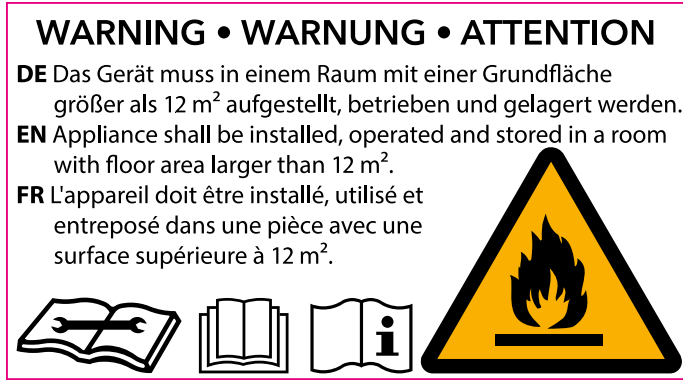 WARNING • WARNUNG • ATTENTION
DE Das Gerät muss in einem Raum mit einer Grundfläche
größer als 12 m² aufgestellt, betrieben und gelagert werden.
EN Appliance shall be installed, operated and stored in a room
with floor area larger than 12 m².
FR L'appareil doit être installé, utilisé et
entreposé dans une pièce avec une
surface supérieure à 12 m².
i